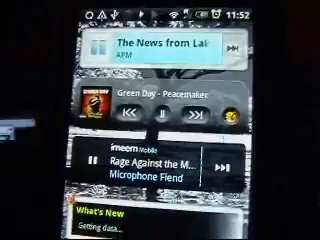 11:52
The News from Lak
APM
Green Day - Peacemaker
imeem Mobile
Rage Against the M...
Microphone Fiend
What's New
Getting data...